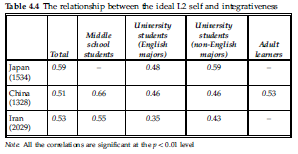 Table 4.4 The relationship between the ideal L2 self and integrativeness
Total
Middle school students
University students (English majors)
University students (non-English majors)
Adult learners
Japan (1534) 0.59 – 0.48 0.59 –
China (1328) 0.51 0.66 0.46 0.46 0.53
Iran (2029) 0.53 0.55 0.35 0.43 –
Note All the correlations are significant at the p < 0.01 level